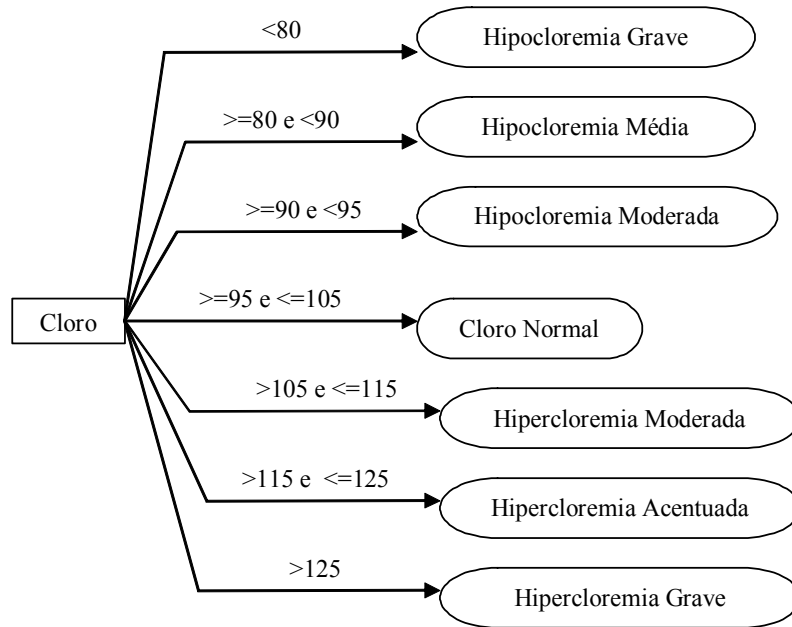 <80
Hipocloremia Grave
>=80 e <90
Hipocloremia Média
>=90 e <95
Hipocloremia Moderada
>=95 e <=105
Cloro
Cloro Normal
>105 e <=115
Hipercloremia Moderada
>115 e <=125
Hipercloremia Acentuada
>125
Hipercloremia Grave